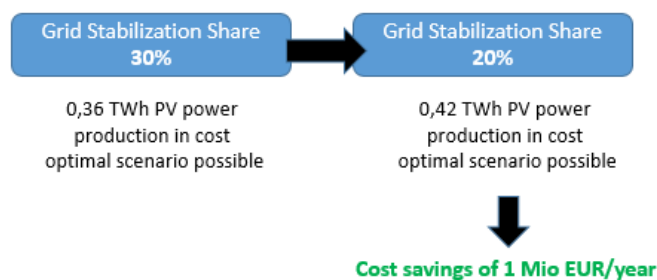 Grid Stabilization Share
30%
Grid Stabilization Share
20%
0,36 TWh PV power
production in cost
optimal scenario possible
0,42 TWh PV power
production in cost
optimal scenario possible
Cost savings of 1 Mio EUR/year